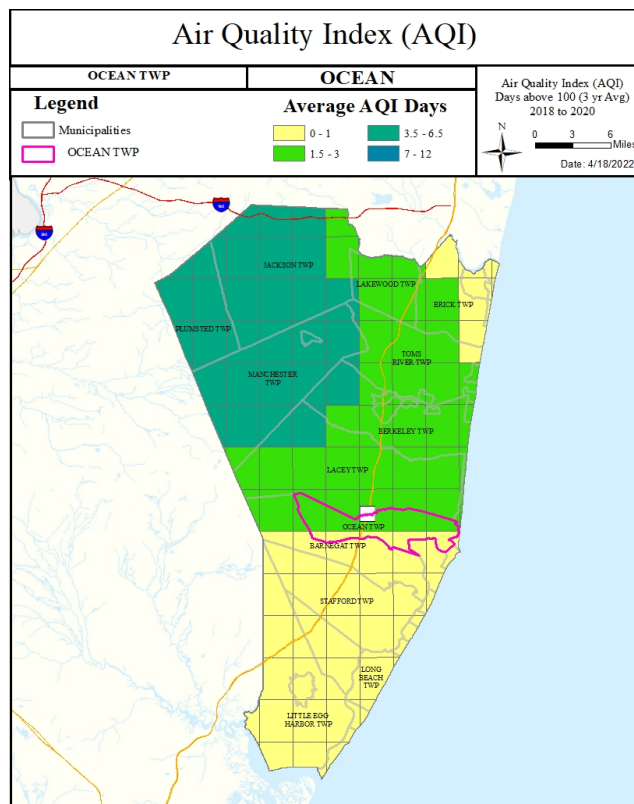 Air Quality Index (AQI)
OCEAN TWP
OCEAN
Legend
Municipalities
OCEAN TWP
Average AQI Days
0 - 1
3.5 - 6.5
1.5 - 3
7 - 12
Air Quality Index (AQI)
Days above 100 (3 yr Avg)
2018 to 2020
N
0 3 6
Miles
Date: 4/18/2022
JACKSON TWP
LAKEWOOD TWP
BRICK TWP
PLUMSTED TWP
TOMS
RIVER TWP
MANCHESTER
TWP
BERKELEY TWP
LACEY TWP
OCEAN TWP
BARNEGAT TWP
STAFFORD TWP
LONG
BEACH
TWP
LITTLE EGG
HARBOR TWP